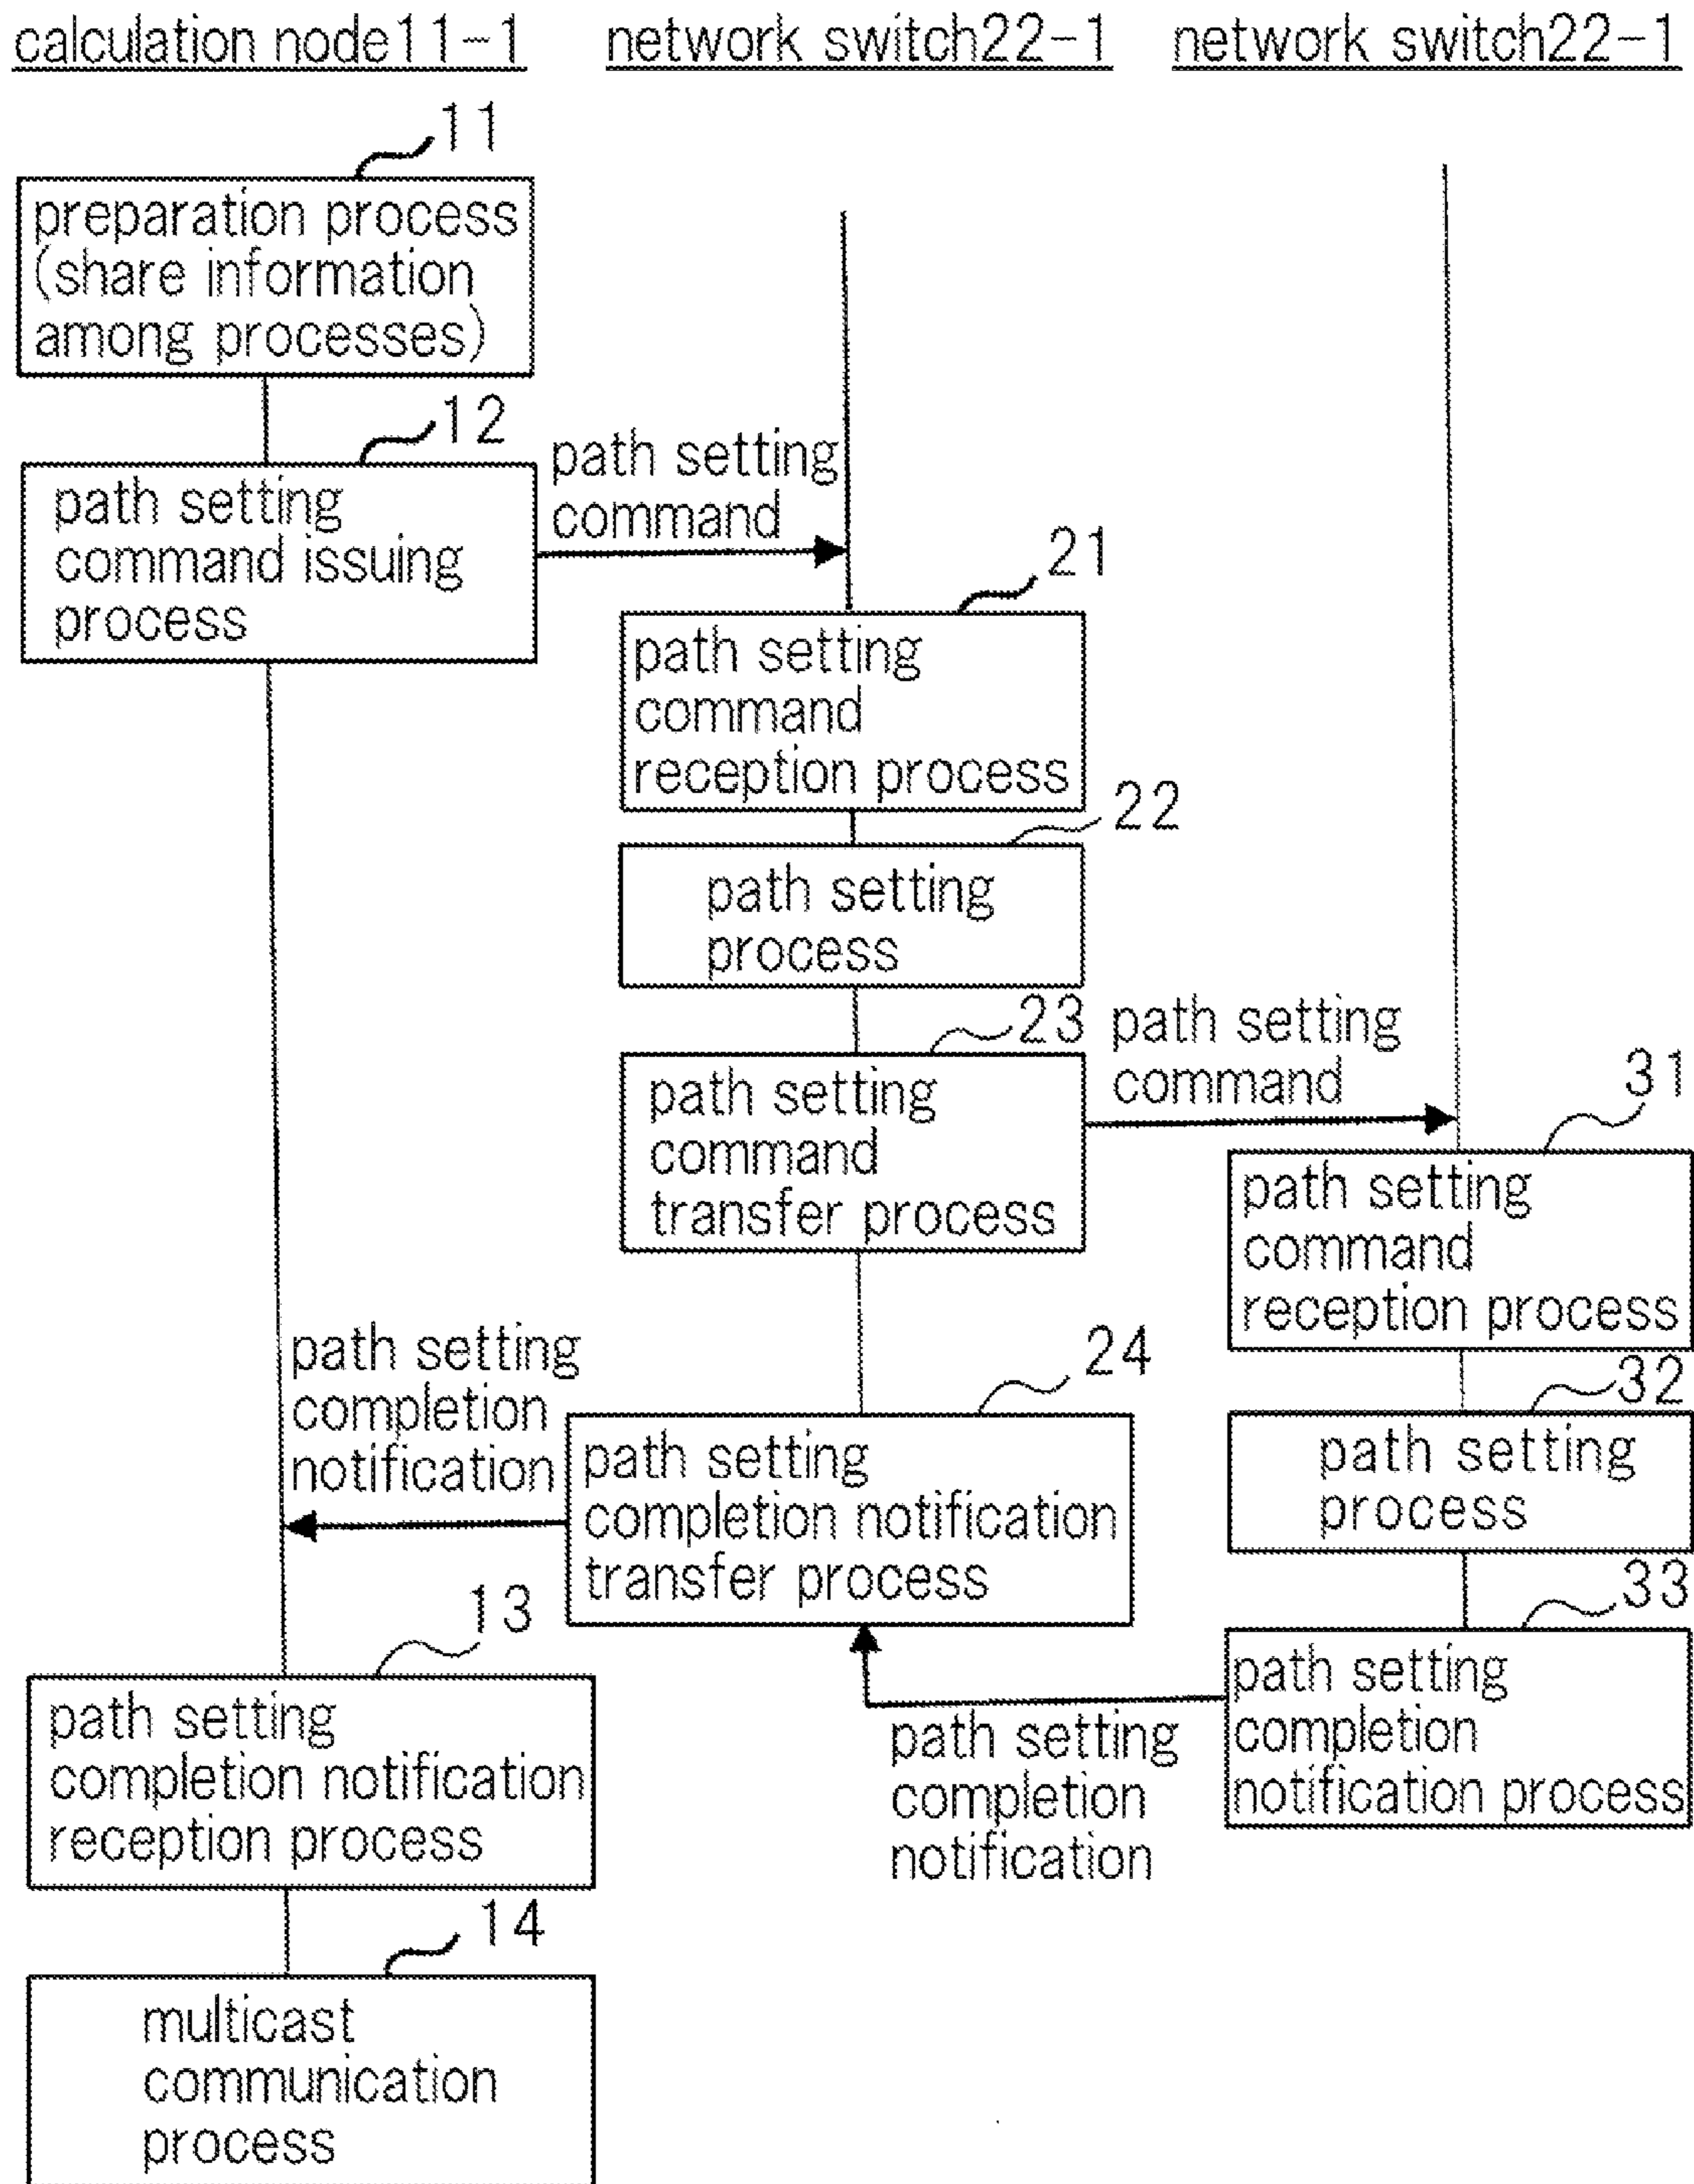 calculation node11-1
network switch22-1
network switch22-1
11
preparation process
(share information
among processes)
12
path setting
command issuing
process
path setting
command
21
path setting
command
reception process
22
path setting
process
23
path setting
command
transfer process
path setting
command
31
path setting
command
reception process
32
path setting
process
33
path setting
completion
notification process
path setting
completion
notification
24
path setting
completion notification
transfer process
path setting
completion
notification
13
path setting
completion notification
reception process
14
multicast
communication
process